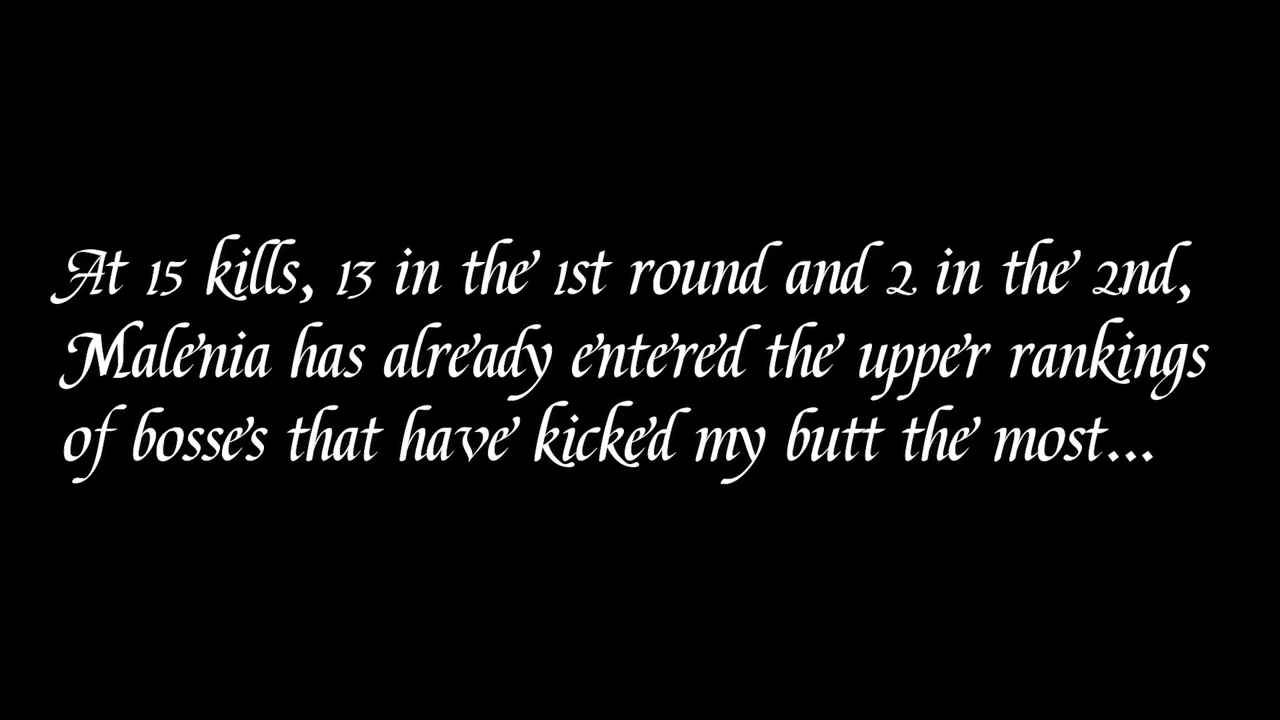 At 15 kills, 13 in the 1st round and 2 in the 2nd,
Malenia has already entered the upper rankings
of bosses that have kicked my butt the most...